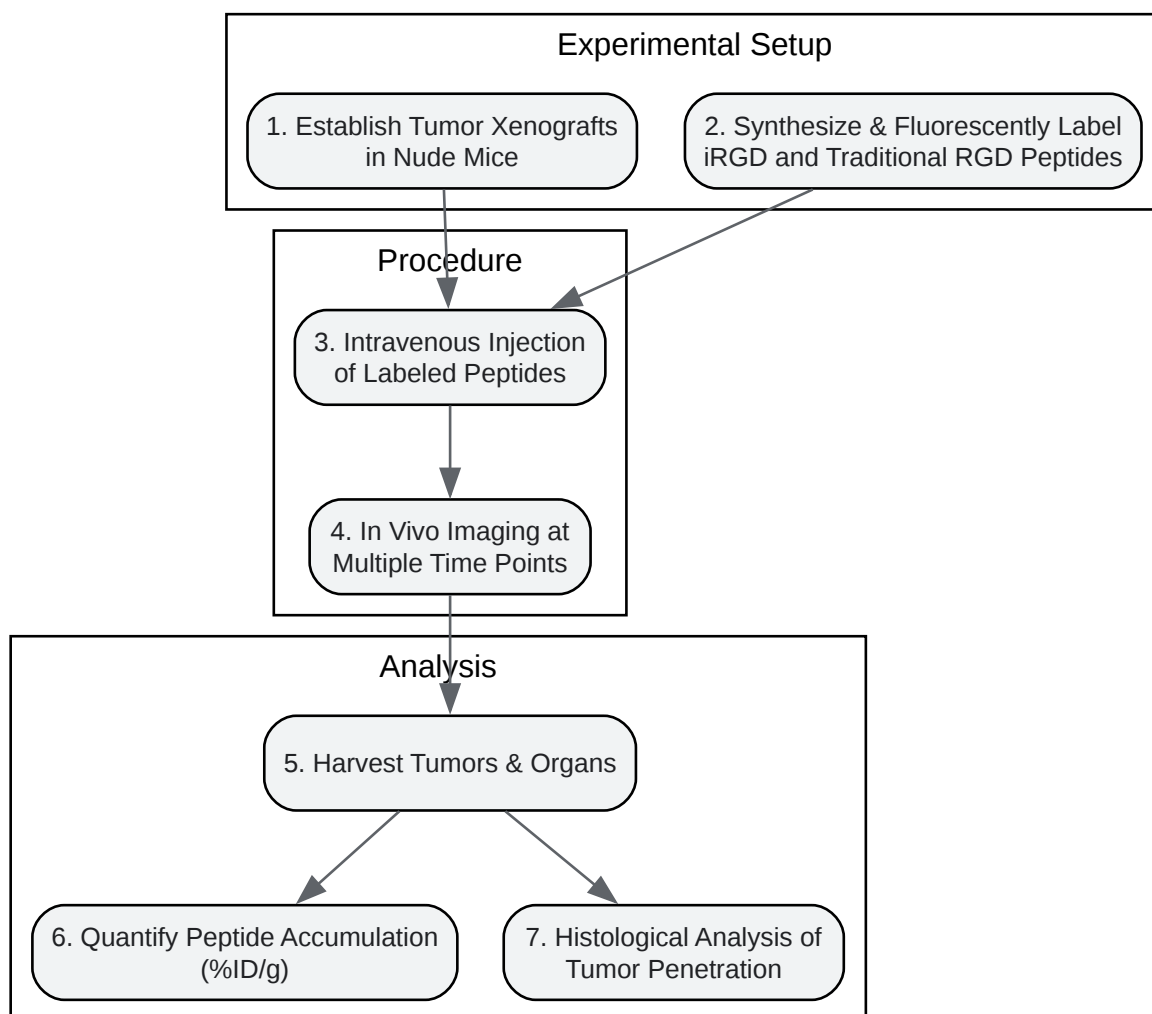 Experimental Setup
1. Establish Tumor Xenografts
in Nude Mice
2. Synthesize & Fluorescently Label
iRGD and Traditional RGD Peptides
Procedure
3. Intravenous Injection
of Labeled Peptides
4. In Vivo Imaging at
Multiple Time Points
Analysis
5. Harvest Tumors & Organs
6. Quantify Peptide Accumulation
(%ID/g)
7. Histological Analysis of
Tumor Penetration